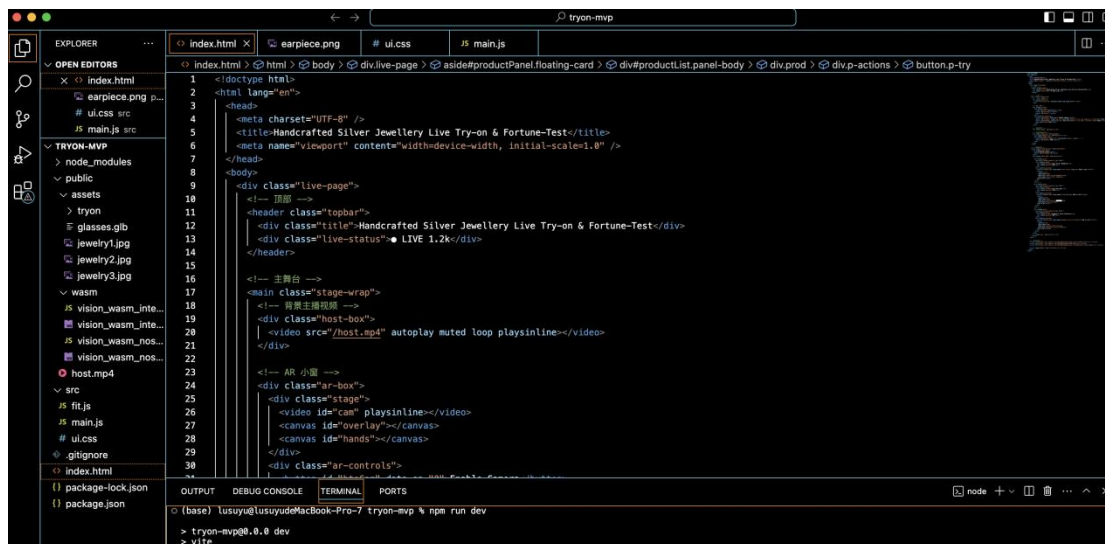 tryon-mvp
EXPLORER
index.html
earpiece.png
# ui.css
JS main.js
OPEN EDITORS
index.html > html > body > div.live-page > aside#productPanel.floating-card > div#productList.panel-body > div.prod > div.p-actions > button.p-try
index.html
earpiece.png p...
# ui.css src
JS main.js src
TRYON-MVP
node_modules
public
assets
tryon
glasses.glb
jewelry1.jpg
jewelry2.jpg
jewelry3.jpg
wasm
JS vision_wasm_inte...
vision_wasm_inte...
JS vision_wasm_nos...
vision_wasm_nos...
host.mp4
src
JS fit.js
JS main.js
# ui.css
.gitignore
index.html
{} package-lock.json
{} package.json
1 <!doctype html>
2 <html lang="en">
3 <head>
4 <meta charset="UTF-8" />
5 <title>Handcrafted Silver Jewellery Live Try-on & Fortune-Test</title>
6 <meta name="viewport" content="width=device-width, initial-scale=1.0" />
7 </head>
8 <body>
9 <div class="live-page">
10 <!-- 顶部 -->
11 <header class="topbar">
12 <div class="title">Handcrafted Silver Jewellery Live Try-on & Fortune-Test</div>
13 <div class="live-status">● LIVE 1.2k</div>
14 </header>
15
16 <!-- 主舞台 -->
17 <main class="stage-wrap">
18 <!-- 背景主播视频 -->
19 <div class="host-box">
20 <video src="/host.mp4" autoplay muted loop playsinline></video>
21 </div>
22
23 <!-- AR 小窗 -->
24 <div class="ar-box">
25 <div class="stage">
26 <video id="cam" playsinline></video>
27 <canvas id="overlay"></canvas>
28 <canvas id="hands"></canvas>
29 </div>
30 <div class="ar-controls">
OUTPUT DEBUG CONSOLE TERMINAL PORTS
node
(base) lusuyu@lusuyudeMacBook-Pro-7 tryon-mvp % npm run dev
> tryon-mvp@0.0.0 dev
> vite